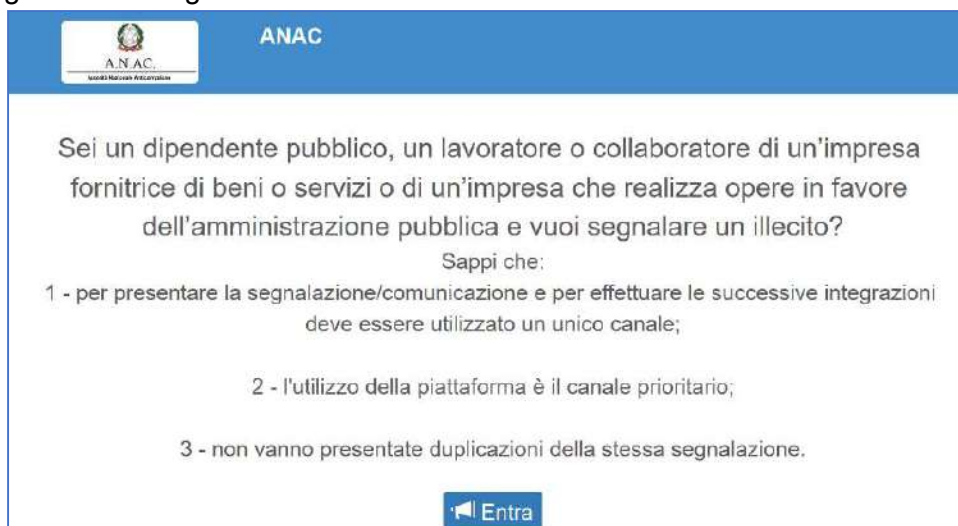 ANAC
A.N.AC.
Autorità Nazionale Anticorruzione
Sei un dipendente pubblico, un lavoratore o collaboratore di un'impresa
fornitrice di beni o servizi o di un'impresa che realizza opere in favore
dell'amministrazione pubblica e vuoi segnalare un illecito?
Sappi che:
1 - per presentare la segnalazione/comunicazione e per effettuare le successive integrazioni
deve essere utilizzato un unico canale;
2 - l'utilizzo della piattaforma è il canale prioritario;
3 - non vanno presentate duplicazioni della stessa segnalazione.
Entra